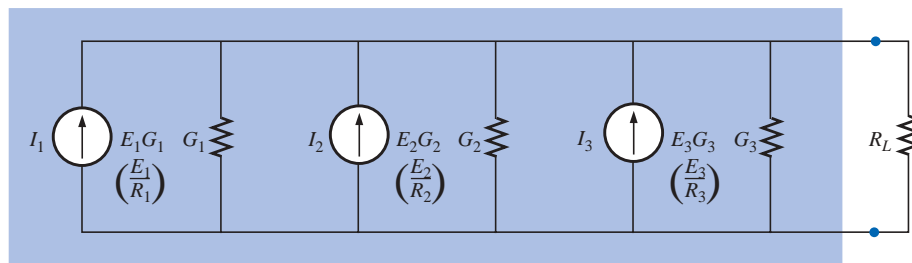 I1 E1G1 G1 I2 E2G2 G2 I3 E3G3 G3 RL
(E1/R1) (E2/R2) (E3/R3)